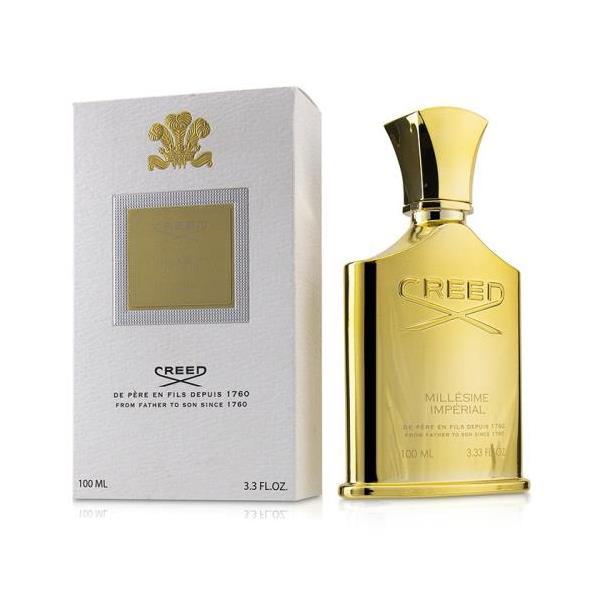 CREED
DE PÈRE EN FILS DEPUIS 1760
FROM FATHER TO SON SINCE 1760
100 ML 3.3 FL.OZ.
CREED
MILLÉSIME
IMPÉRIAL
DE PÈRE EN FILS DEPUIS 1760
FROM FATHER TO SON SINCE 1760
100 ML 3.33 FL.OZ